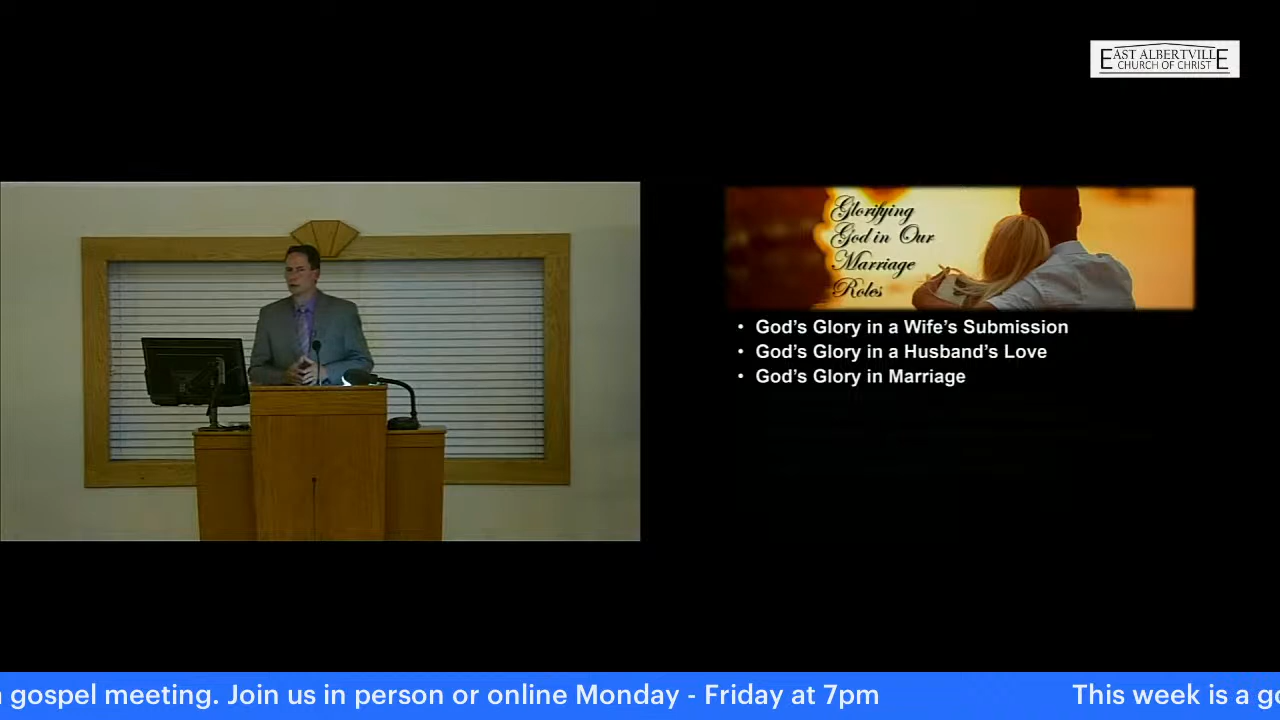 EAST ALBERTVILLE
CHURCH OF CHRIST
Glorifying
God in Our
Marriage
Roles
• God's Glory in a Wife's Submission
• God's Glory in a Husband's Love
• God's Glory in Marriage
gospel meeting. Join us in person or online Monday - Friday at 7pm
This week is a go